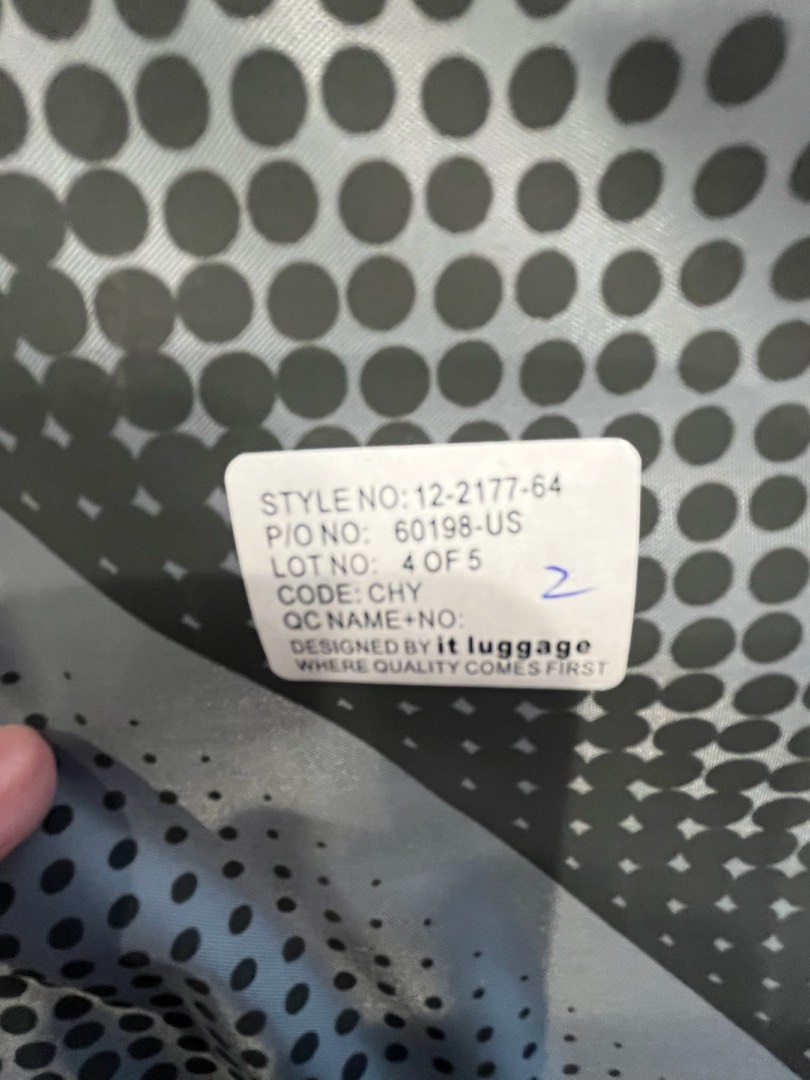 STYLE NO: 12-2177-64
P/O NO: 60198-US
LOT NO: 4 OF 5
CODE: CHY
2
QC NAME+NO:
DESIGNED BY it luggage
WHERE QUALITY COMES FIRST